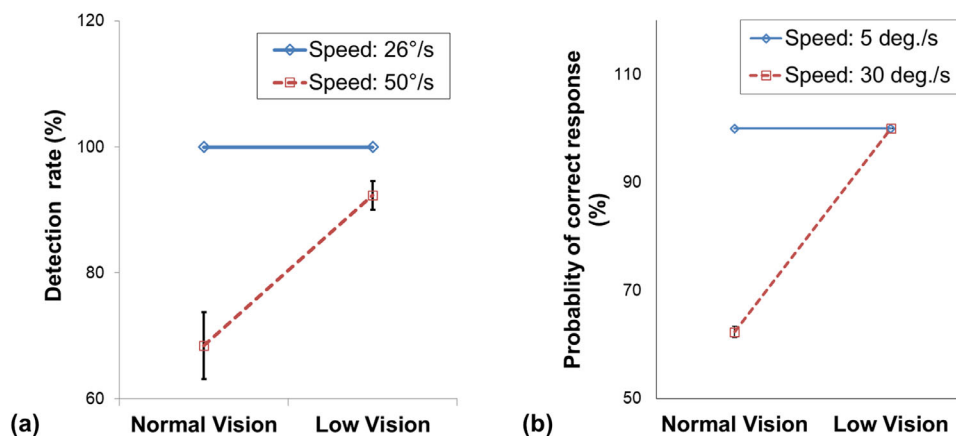 120
100
80
60
Detection rate (%)
Speed: 26°/s
Speed: 50°/s
Normal Vision
Low Vision
(a)
110
90
70
50
Probablity of correct response
(%)
Speed: 5 deg./s
Speed: 30 deg./s
Normal Vision
Low Vision
(b)